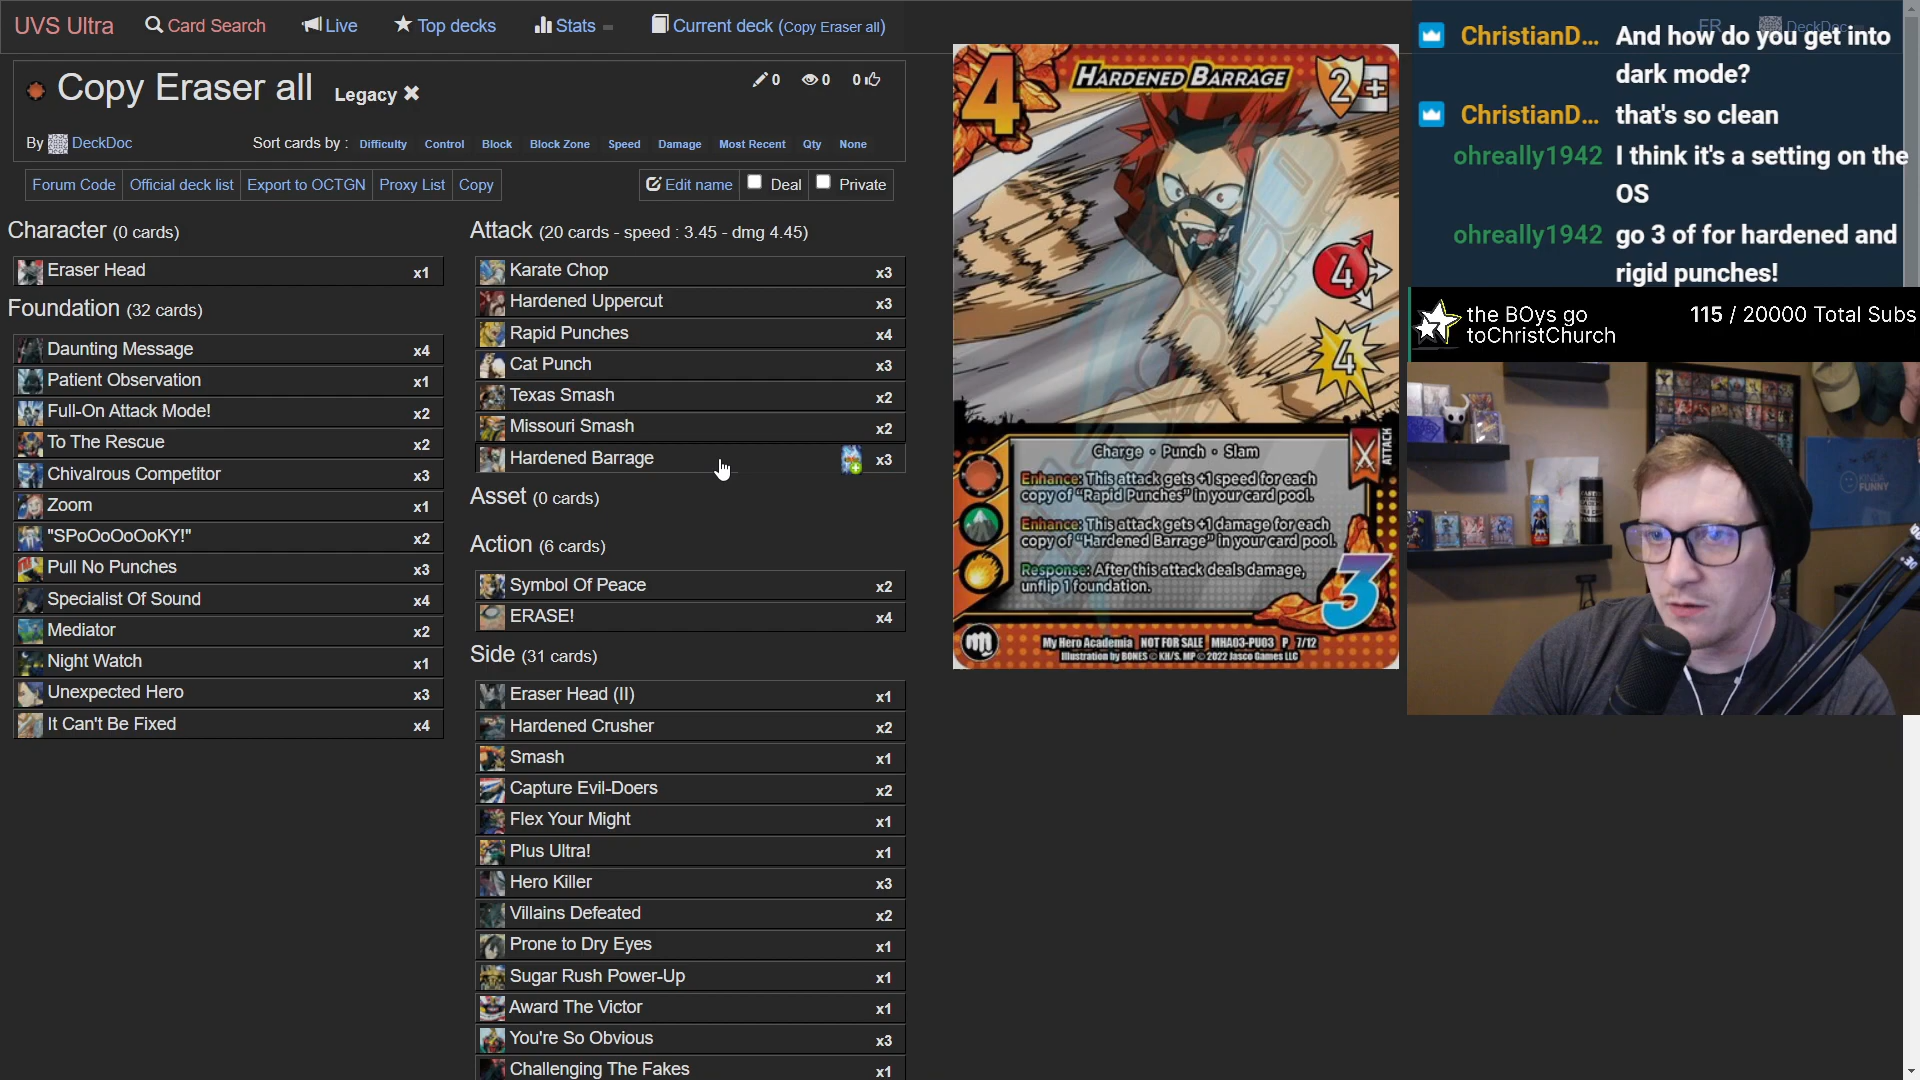 UVS Ultra
Card Search
Live
Top decks
Stats
Current deck (Copy Eraser all)
FR
DeckDoc
Copy Eraser all Legacy
0 0 0
By DeckDoc
Sort cards by : Difficulty Control Block Block Zone Speed Damage Most Recent Qty None
Forum Code Official deck list Export to OCTGN Proxy List Copy
Edit name Deal Private
Character (0 cards)
Eraser Head x1
Foundation (32 cards)
Daunting Message x4
Patient Observation x1
Full-On Attack Mode! x2
To The Rescue x2
Chivalrous Competitor x3
Zoom x1
"SPoOoOoOoKY!" x2
Pull No Punches x3
Specialist Of Sound x4
Mediator x2
Night Watch x1
Unexpected Hero x3
It Can't Be Fixed x4
Attack (20 cards - speed : 3.45 - dmg 4.45)
Karate Chop x3
Hardened Uppercut x3
Rapid Punches x4
Cat Punch x3
Texas Smash x2
Missouri Smash x2
Hardened Barrage x3
Asset (0 cards)
Action (6 cards)
Symbol Of Peace x2
ERASE! x4
Side (31 cards)
Eraser Head (II) x1
Hardened Crusher x2
Smash x1
Capture Evil-Doers x2
Flex Your Might x1
Plus Ultra! x1
Hero Killer x3
Villains Defeated x2
Prone to Dry Eyes x1
Sugar Rush Power-Up x1
Award The Victor x1
You're So Obvious x3
Challenging The Fakes x1
4 HARDENED BARRAGE 2+
4
4
ATTACK
Charge • Punch • Slam
Enhance: This attack gets +1 speed for each
copy of "Rapid Punches" in your card pool.
Enhance: This attack gets +1 damage for each
copy of "Hardened Barrage" in your card pool.
Response: After this attack deals damage,
unflip 1 foundation.
3
My Hero Academia NOT FOR SALE MHA03-PU03 P 7/12
Illustration by BONES © KH/S, MP © 2022 Jasco Games LLC
ChristianD... And how do you get into
dark mode?
ChristianD... that's so clean
ohreally1942 I think it's a setting on the
OS
ohreally1942 go 3 of for hardened and
rigid punches!
the BOys go
toChristChurch
115 / 20000 Total Subs
FUNNY